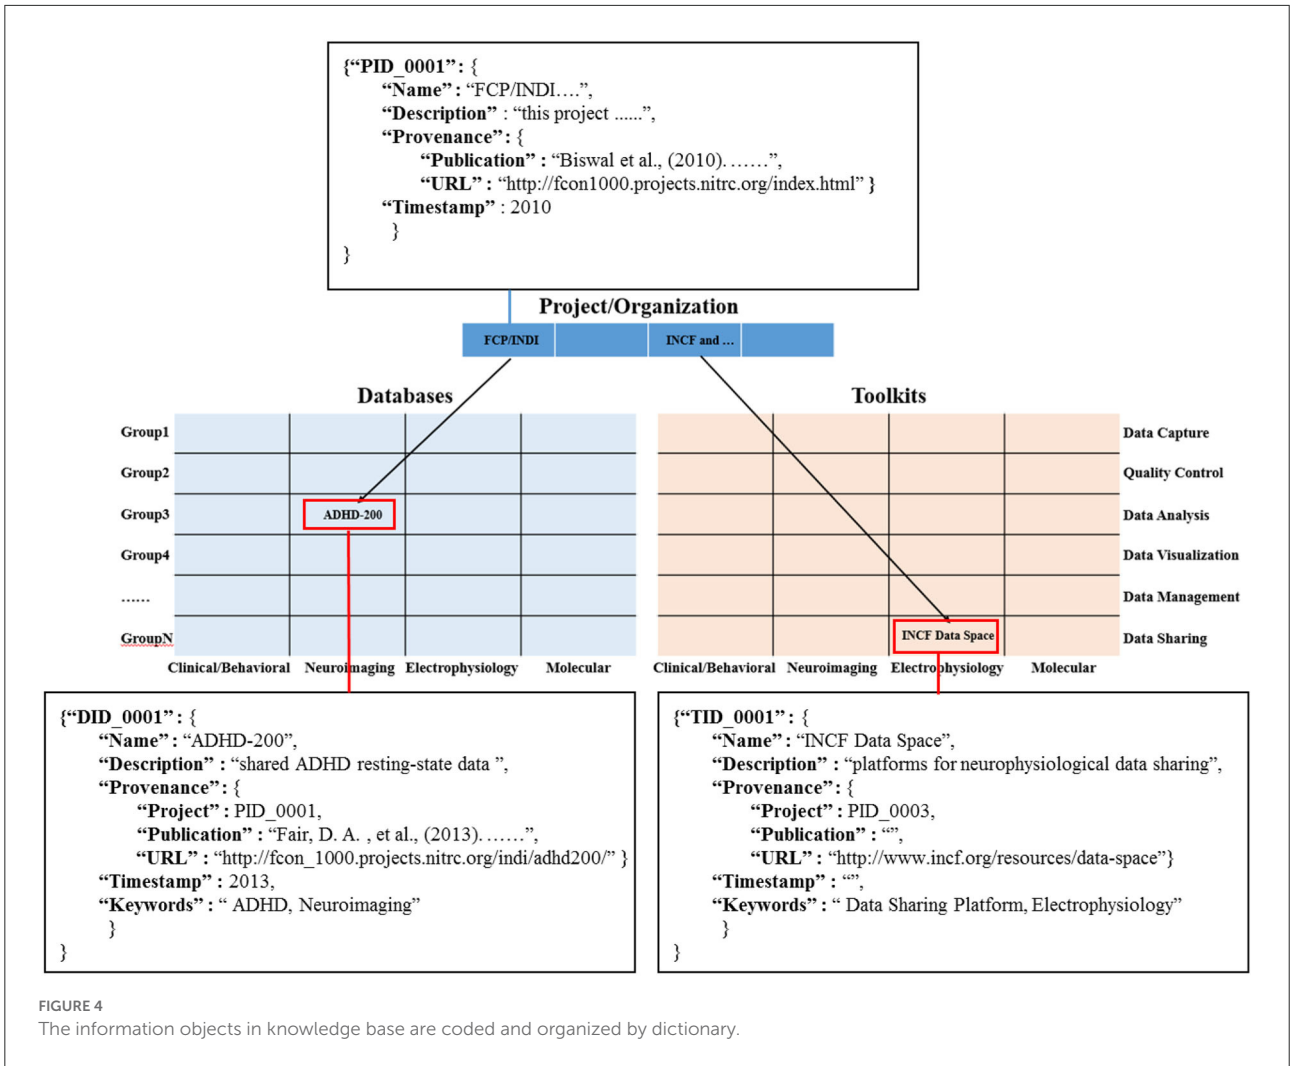 {“PID_0001”: {
“Name” : “FCP/INDI….”,
“Description” : “this project ......”,
“Provenance”: {
“Publication” : “Biswal et al., (2010). ……”,
“URL” : “http://fcon1000.projects.nitrc.org/index.html” }
“Timestamp” : 2010
}
}
Project/Organization
FCP/INDI
INCF and …
Databases
Toolkits
Group1
Group2
Group3
Group4
……
GroupN
ADHD-200
Clinical/Behavioral
Neuroimaging
Electrophysiology
Molecular
Data Capture
Quality Control
Data Analysis
Data Visualization
Data Management
Data Sharing
INCF Data Space
Clinical/Behavioral
Neuroimaging
Electrophysiology
Molecular
{“DID_0001”: {
“Name” : “ADHD-200”,
“Description” : “shared ADHD resting-state data ”,
“Provenance” : {
“Project” : PID_0001,
“Publication” : “Fair, D. A. , et al., (2013). ……”,
“URL” : “http://fcon_1000.projects.nitrc.org/indi/adhd200/” }
“Timestamp” : 2013,
“Keywords” : “ ADHD, Neuroimaging”
}
}
{“TID_0001”: {
“Name” : “INCF Data Space”,
“Description” : “platforms for neurophysiological data sharing”,
“Provenance” : {
“Project” : PID_0003,
“Publication” : “”,
“URL” : “http://www.incf.org/resources/data-space”}
“Timestamp” : “”,
“Keywords” : “ Data Sharing Platform, Electrophysiology”
}
}
FIGURE 4
The information objects in knowledge base are coded and organized by dictionary.